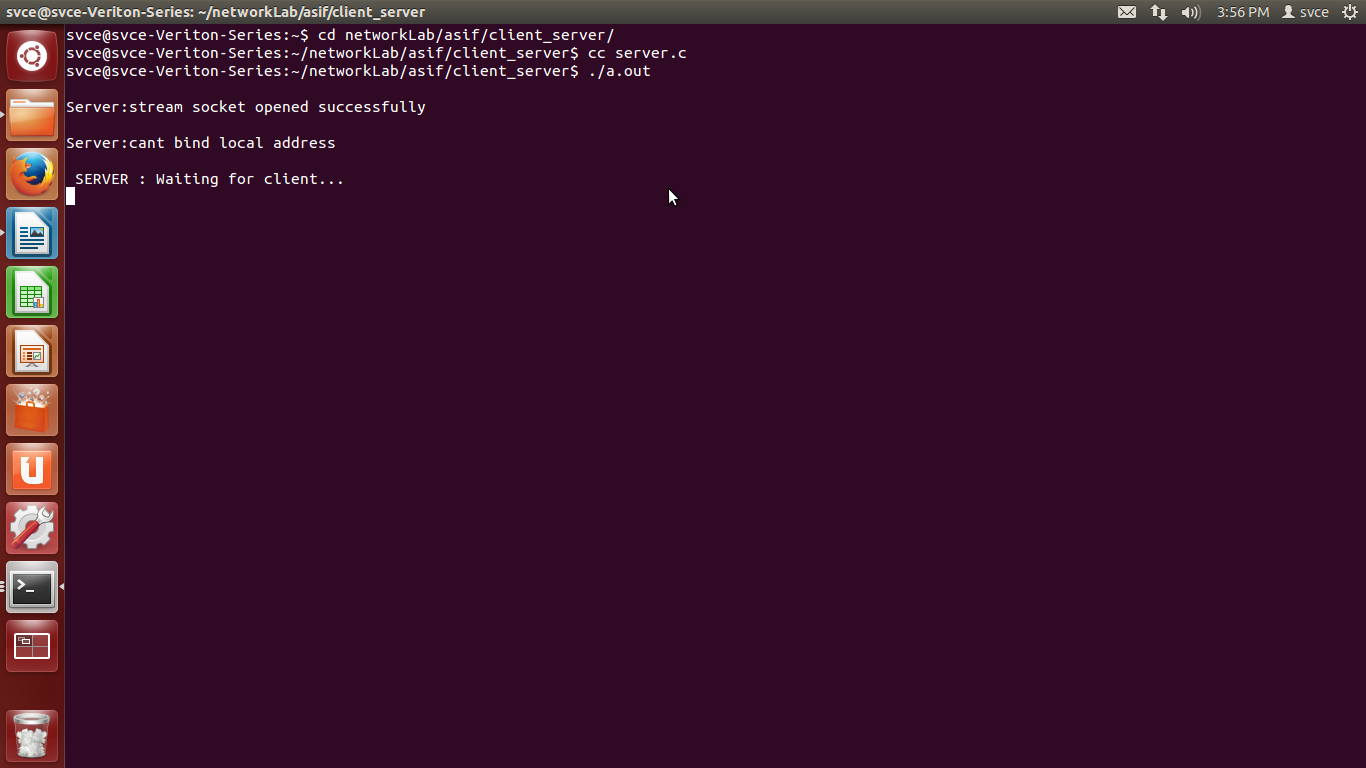 svce@svce-Veriton-Series: ~/networkLab/asif/client_server
3:56 PM
svce
svce@svce-Veriton-Series:~$ cd networkLab/asif/client_server/
svce@svce-Veriton-Series:~/networkLab/asif/client_server$ cc server.c
svce@svce-Veriton-Series:~/networkLab/asif/client_server$ ./a.out
Server:stream socket opened successfully
Server:cant bind local address
SERVER : Waiting for client...